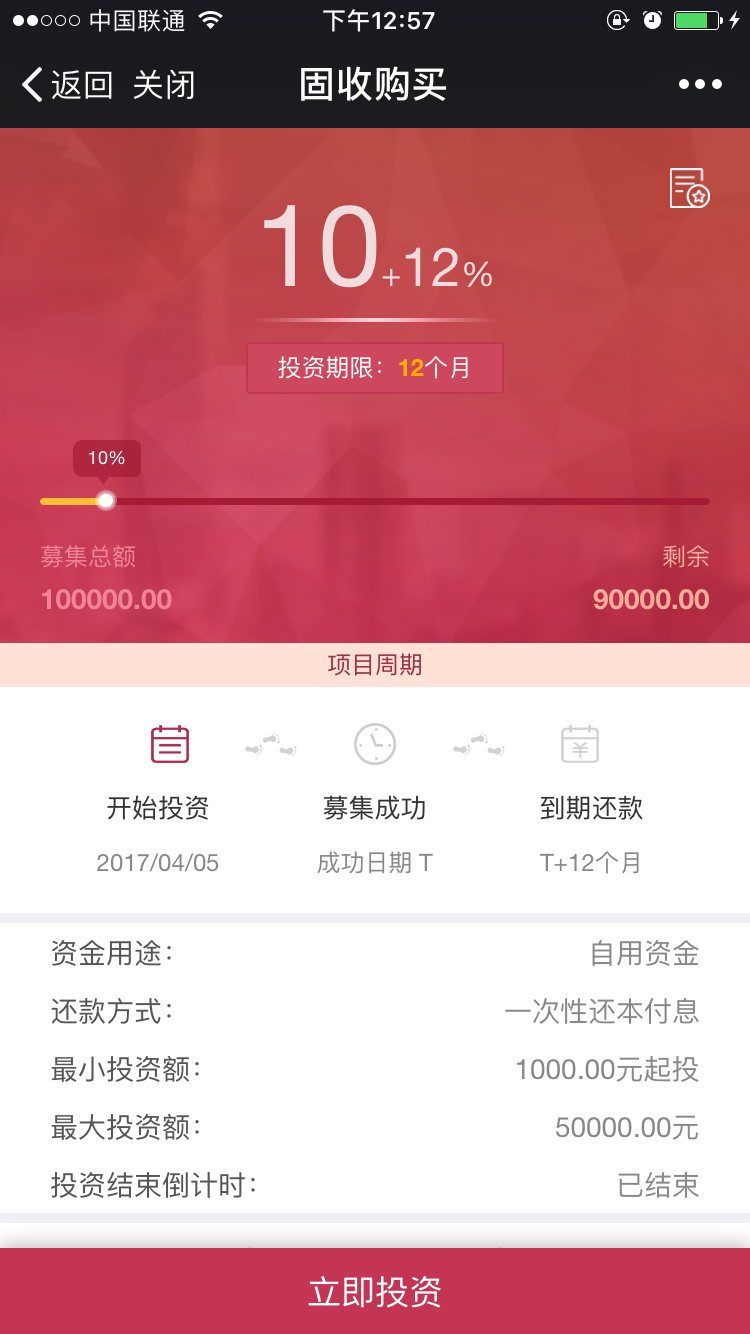 中国联通 下午12:57
返回 关闭 固收购买
10+12%
投资期限：12个月
10%
募集总额 剩余
100000.00 90000.00
项目周期
开始投资 募集成功 到期还款
2017/04/05 成功日期 T T+12个月
资金用途： 自用资金
还款方式： 一次性还本付息
最小投资额： 1000.00元起投
最大投资额： 50000.00元
投资结束倒计时： 已结束
立即投资